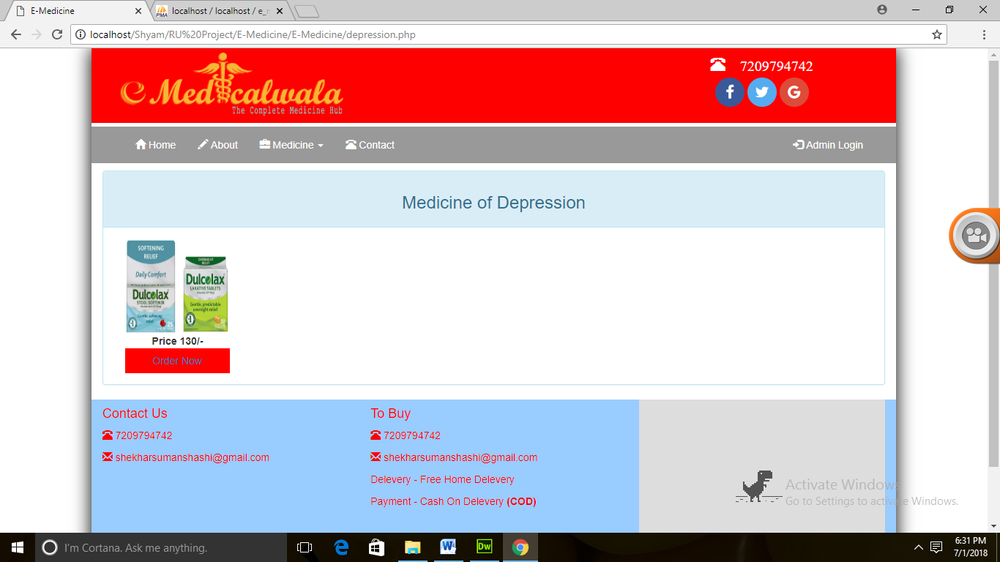 E-Medicine
localhost / localhost / e_
localhost/Shyam/RU%20Project/E-Medicine/E-Medicine/depression.php
e Medicalwala
The Complete Medicine Hub
7209794742
Home
About
Medicine
Contact
Admin Login
Medicine of Depression
SOFTENING
RELIEF
Daily Comfort
Dulcolax
STOOL SOFTENER
Gentle, softening
relief
25
OVERNIGHT
RELIEF
Dulcolax
LAXATIVE TABLETS
Gentle, predictable
overnight relief
Price 130/-
Order Now
Contact Us
7209794742
shekharsumanshashi@gmail.com
To Buy
7209794742
shekharsumanshashi@gmail.com
Delevery - Free Home Delevery
Payment - Cash On Delevery (COD)
Activate Windows
Go to Settings to activate Windows.
I'm Cortana. Ask me anything.
Dw
6:31 PM
7/1/2018